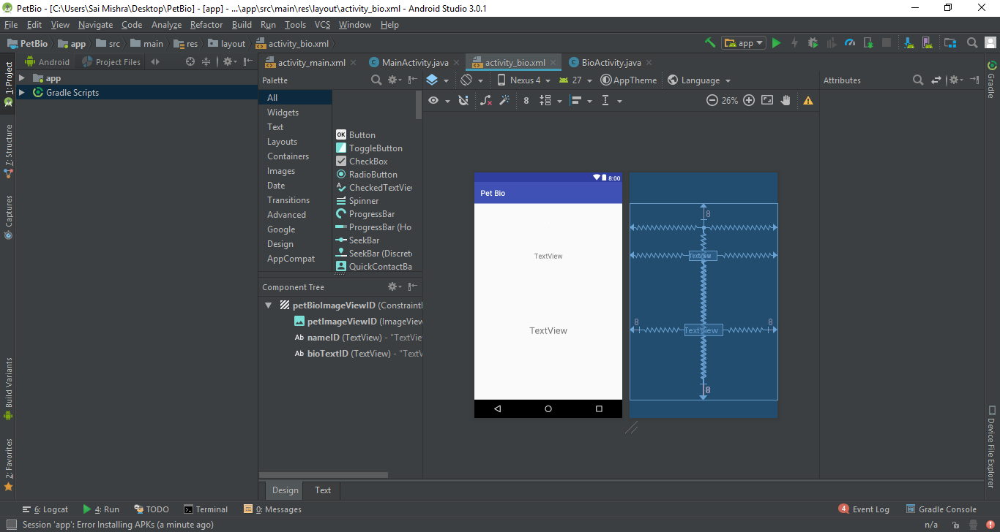 PetBio - [C:\Users\Sai Mishra\Desktop\PetBio] - [app] - ...\app\src\main\res\layout\activity_bio.xml - Android Studio 3.0.1
File Edit View Navigate Code Analyze Refactor Build Run Tools VCS Window Help
PetBio app src main res layout activity_bio.xml app
Android Project Files activity_main.xml MainActivity.java activity_bio.xml BioActivity.java
1: Project
7: Structure
Captures
Build Variants
2: Favorites
app
Gradle Scripts
Palette
All
Widgets
Text
Layouts
Containers
Images
Date
Transitions
Advanced
Google
Design
AppCompat
OK Button
ToggleButton
CheckBox
RadioButton
CheckedTextVie
Spinner
ProgressBar
ProgressBar (Ho
SeekBar
SeekBar (Discret
QuickContactBa
Component Tree
petBioImageViewID (Constraintl
petImageViewID (ImageView
Ab nameID (TextView) - "TextVie
Ab bioTextID (TextView) - "TextV
Nexus 4 27 AppTheme Language
8 26%
8:00
Pet Bio
TextView
TextView
8
TextView
8 8
TextView
8
Design Text
Attributes
Gradle
Device File Explorer
6: Logcat 4: Run TODO Terminal 0: Messages 4 Event Log Gradle Console
Session 'app': Error Installing APKs (a minute ago) n/a